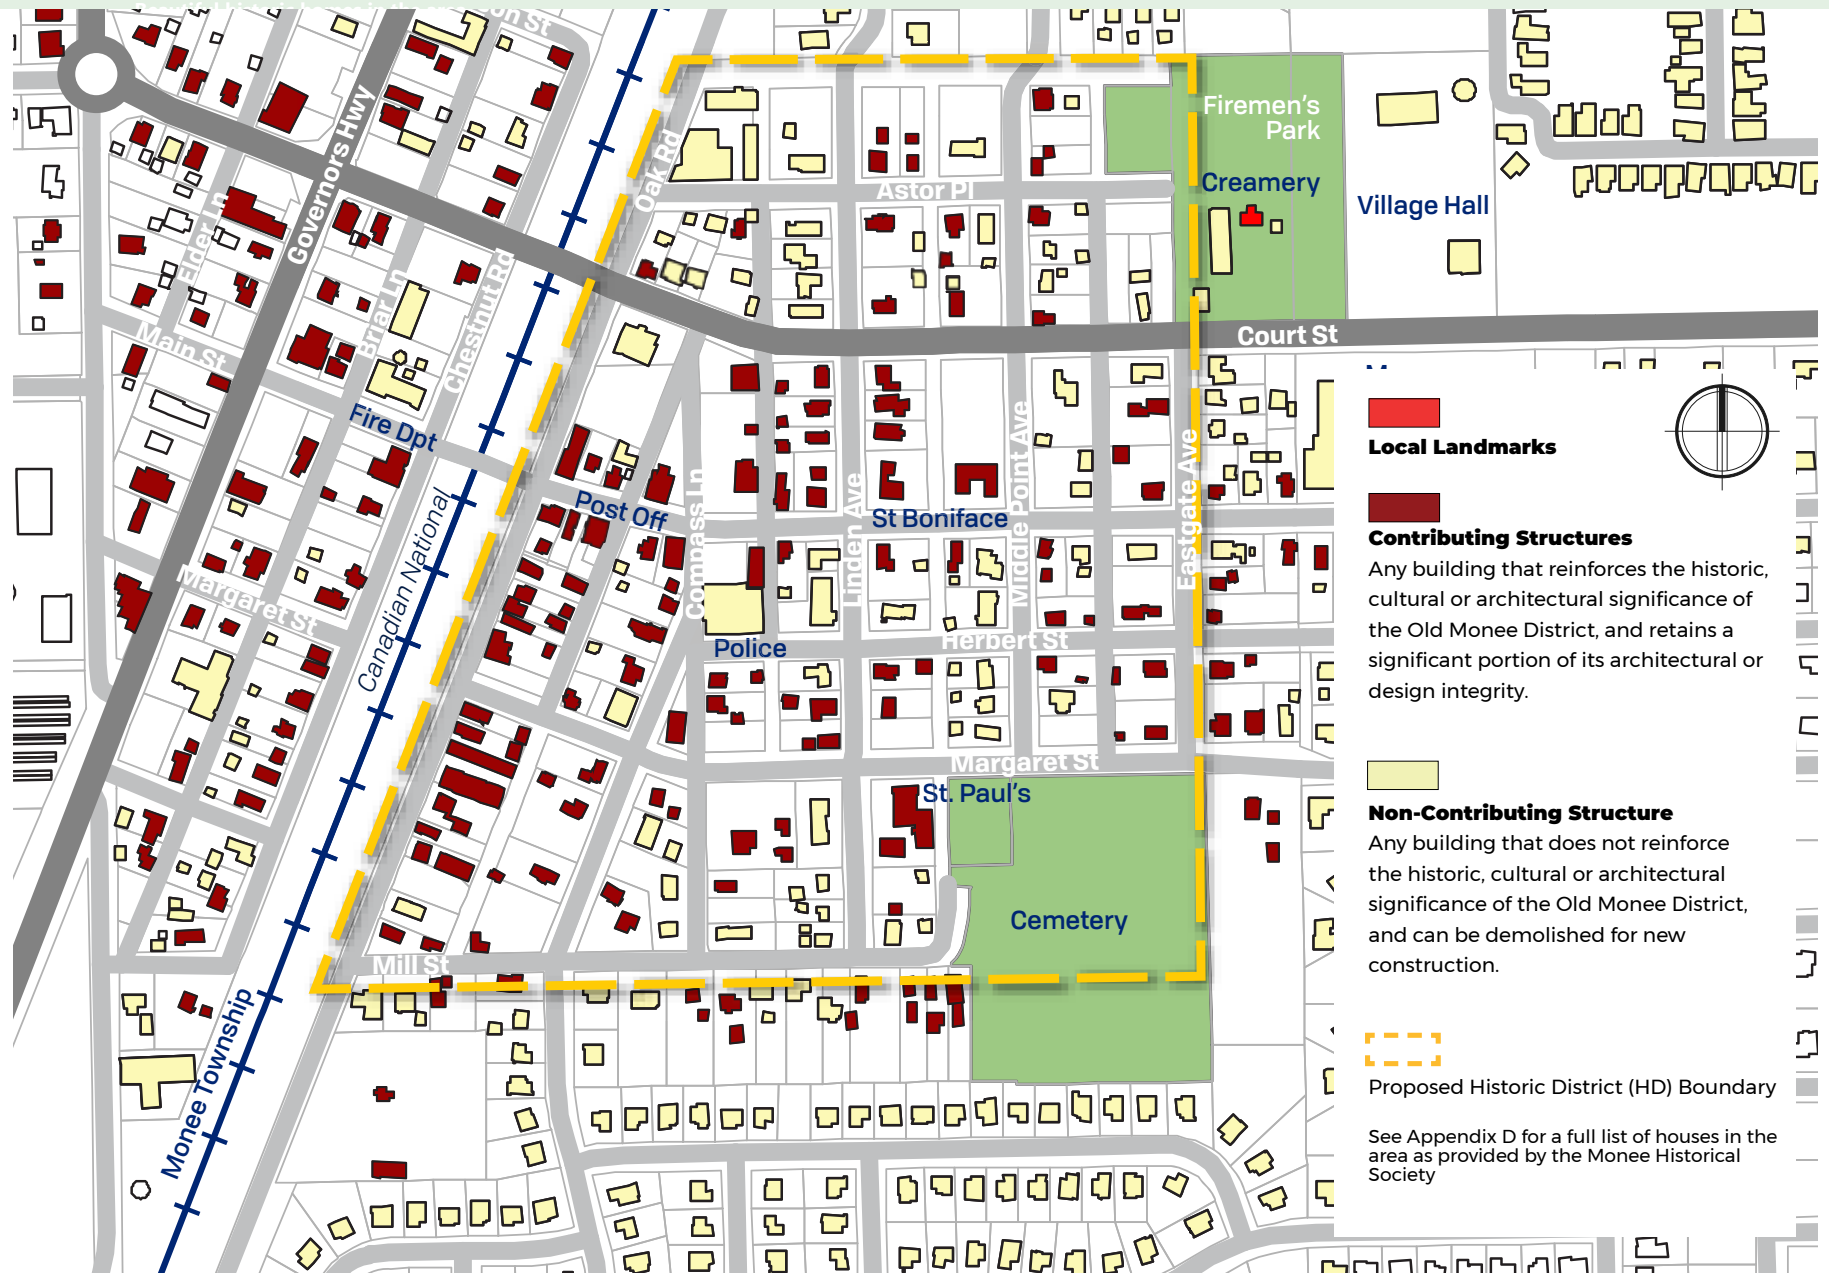 Beautiful historic homes in the area
Firemen's
Park
Creamery
Village Hall
Oak Rd
Astor Pl
Governors Hwy
Elder Ln
Briar Ln
Chestnut Rd
Main St
Court St
Fire Dpt
Canadian National
Post Off
Compass Ln
Linden Ave
St Boniface
Middle Point Ave
Eastgate Ave
Margaret St
Police
Herbert St
Margaret St
St. Paul's
Cemetery
Mill St
Monee Township
Local Landmarks
Contributing Structures
Any building that reinforces the historic,
cultural or architectural significance of
the Old Monee District, and retains a
significant portion of its architectural or
design integrity.
Non-Contributing Structure
Any building that does not reinforce
the historic, cultural or architectural
significance of the Old Monee District,
and can be demolished for new
construction.
Proposed Historic District (HD) Boundary
See Appendix D for a full list of houses in the
area as provided by the Monee Historical
Society